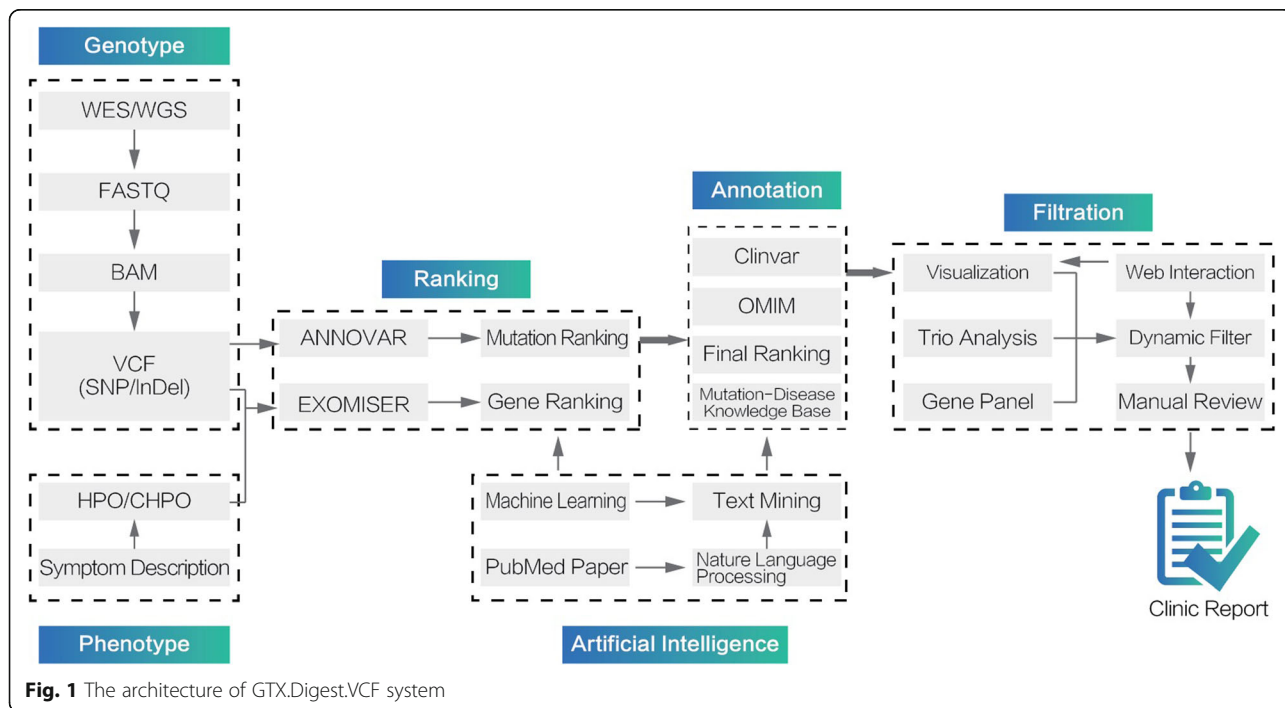 Genotype
WES/WGS
FASTQ
BAM
VCF
(SNP/InDel)
HPO/CHPO
Symptom Description
Phenotype
Ranking
ANNOVAR
Mutation Ranking
EXOMISER
Gene Ranking
Machine Learning
Text Mining
PubMed Paper
Nature Language
Processing
Artificial Intelligence
Annotation
Clinvar
OMIM
Final Ranking
Mutation-Disease
Knowledge Base
Filtration
Visualization
Web Interaction
Trio Analysis
Dynamic Filter
Gene Panel
Manual Review
Clinic Report
Fig. 1 The architecture of GTX.Digest.VCF system